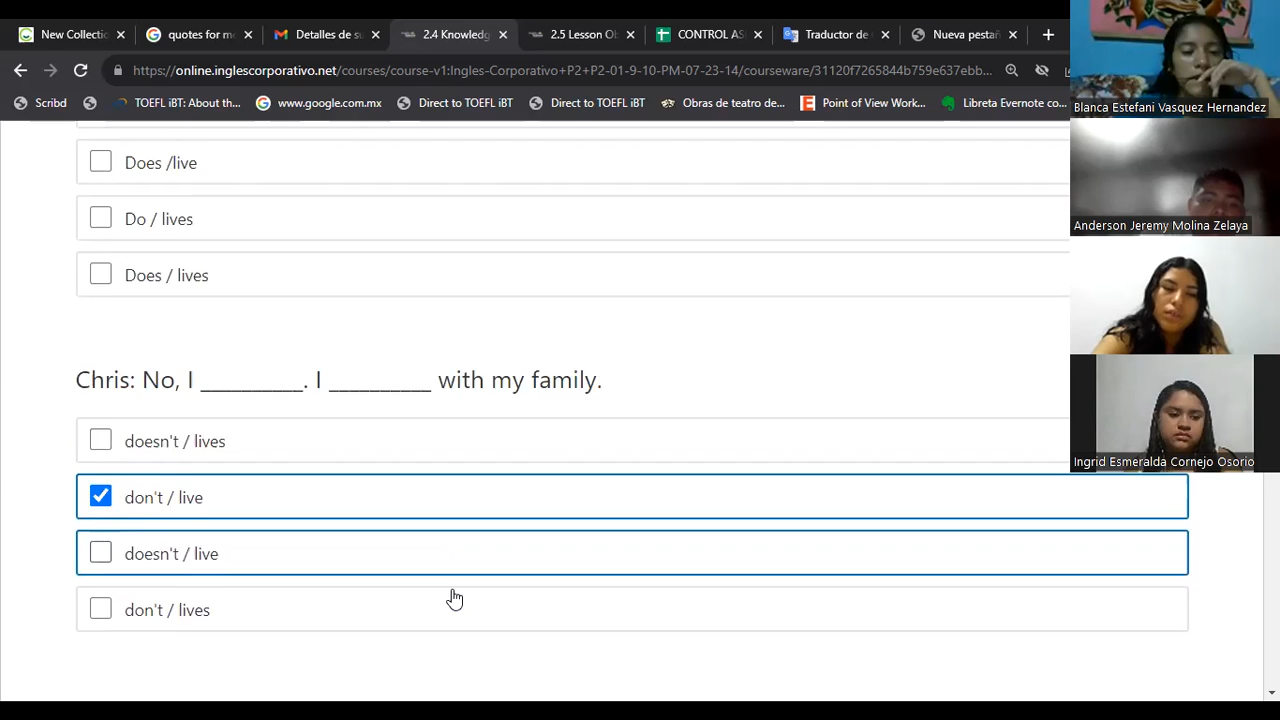 New Collectio
quotes for m
Detalles de su
2.4 Knowledg
2.5 Lesson Ob
CONTROL AS
Traductor de
Nueva pestañ
https://online.inglescorporativo.net/courses/course-v1:Ingles-Corporativo+P2+P2-01-9-10-PM-07-23-14/courseware/31120f7265844b759e637ebb...
Scribd
TOEFL iBT: About th...
www.google.com.mx
Direct to TOEFL iBT
Direct to TOEFL iBT
Obras de teatro de...
Point of View Work...
Libreta Evernote co...
Does /live
Do / lives
Does / lives
Chris: No, I __________. I __________ with my family.
doesn't / lives
don't / live
doesn't / live
don't / lives
Blanca Estefani Vasquez Hernandez
Anderson Jeremy Molina Zelaya
Ingrid Esmeralda Cornejo Osorio